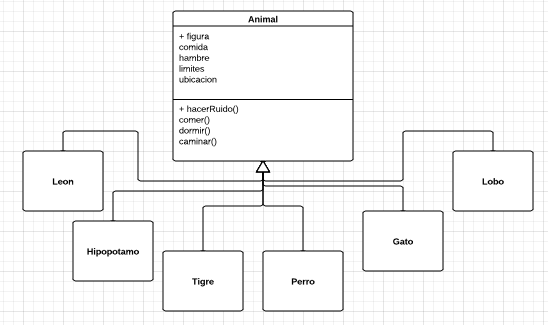 Animal
+ figura
comida
hambre
limites
ubicacion
+ hacerRuido()
comer()
dormir()
caminar()
Leon
Lobo
Hipopotamo
Gato
Tigre
Perro